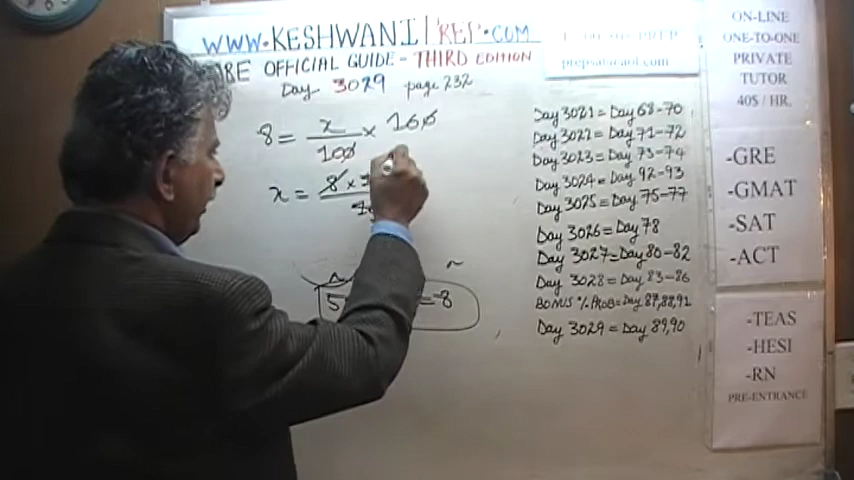 WWW.KESHWANI PREP.COM
GRE OFFICIAL GUIDE - THIRD EDITION
Day 3029 page 232
8 = x/100 × 160
x = 8 ×
5 = 8
prepsat@aol.com
Day 3021 = Day 68-70
Day 3022 = Day 71-72
Day 3023 = Day 73-74
Day 3024 = Day 92-93
Day 3025 = Day 75-77
Day 3026 = Day 78
Day 3027 = Day 80-82
Day 3028 = Day 83-86
BONUS % PROB = Day 87,88,91
Day 3029 = Day 89,90
ON-LINE
ONE-TO-ONE
PRIVATE
TUTOR
40$ / HR.
-GRE
-GMAT
-SAT
-ACT
-TEAS
-HESI
-RN
PRE-ENTRANCE